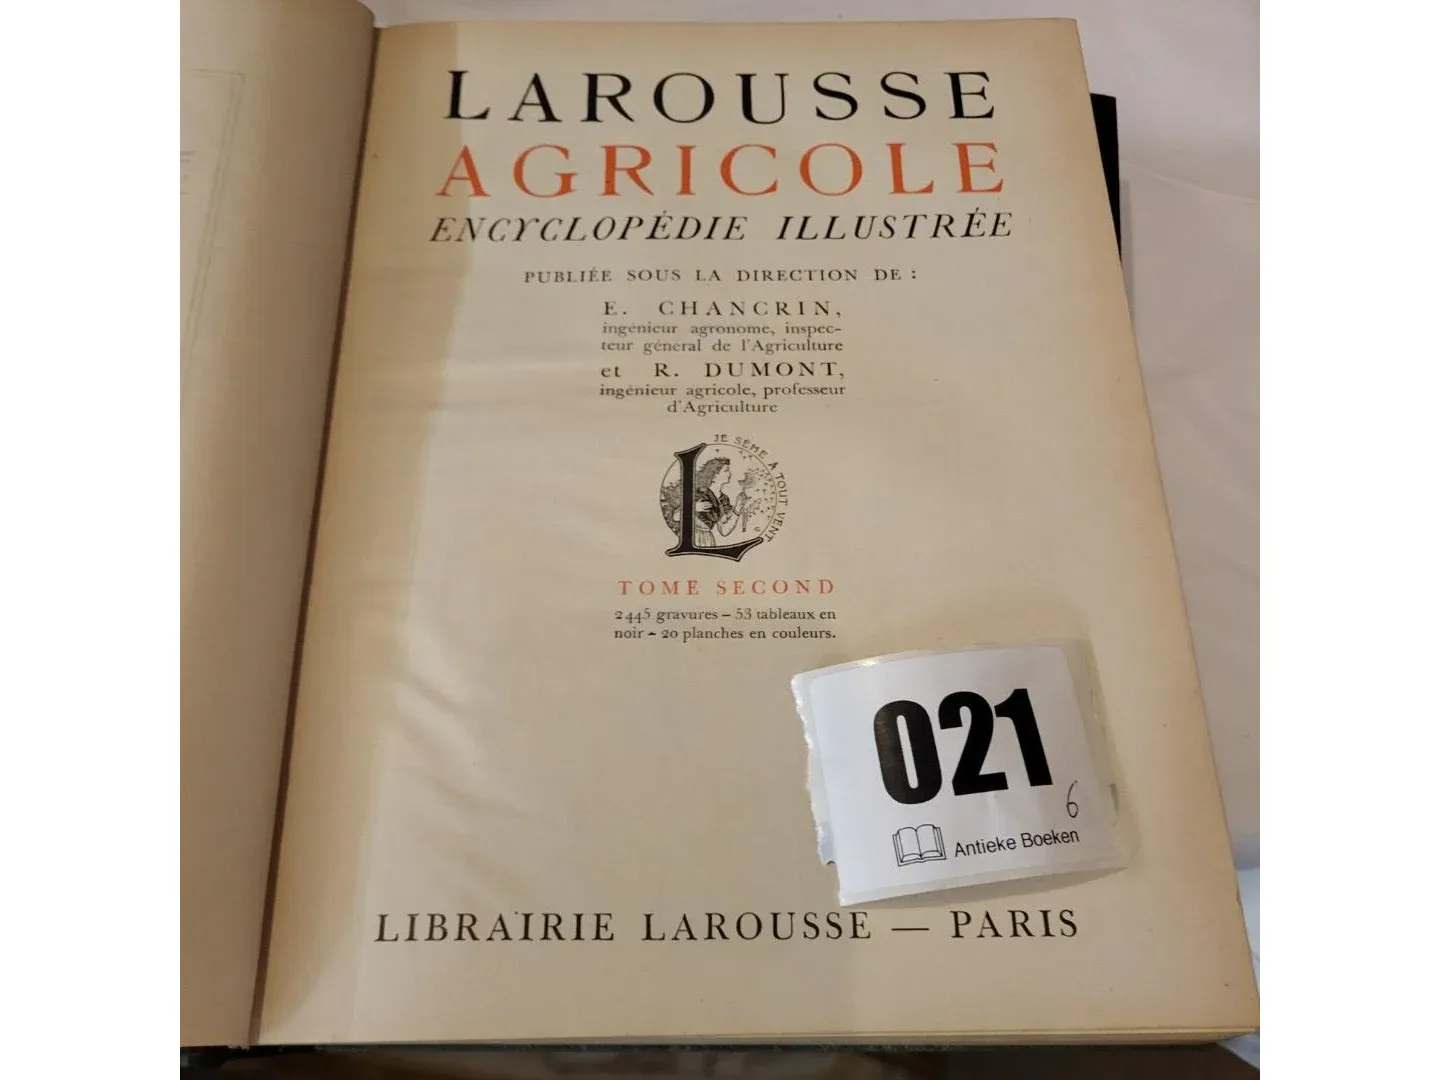 LAROUSSE
AGRICOLE
ENCYCLOPÉDIE ILLUSTRÉE
PUBLIÉE SOUS LA DIRECTION DE :
E. CHANCRIN,
ingénieur agronome, inspec-
teur général de l'Agriculture
et R. DUMONT,
ingénieur agricole, professeur
d'Agriculture
JE SÈME À TOUT VENT
L
TOME SECOND
2445 gravures – 53 tableaux en
noir – 20 planches en couleurs.
021
6
Antieke Boeken
LIBRAIRIE LAROUSSE — PARIS